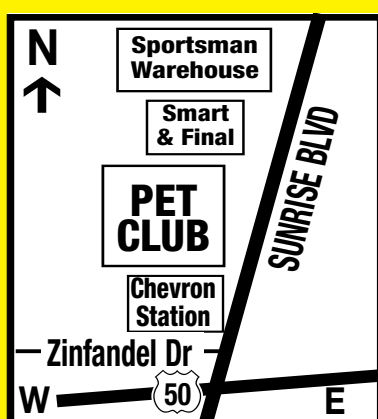 N
Sportsman
Warehouse
Smart
& Final
SUNRISE BLVD
PET
CLUB
Chevron
Station
Zinfandel Dr
W 50 E